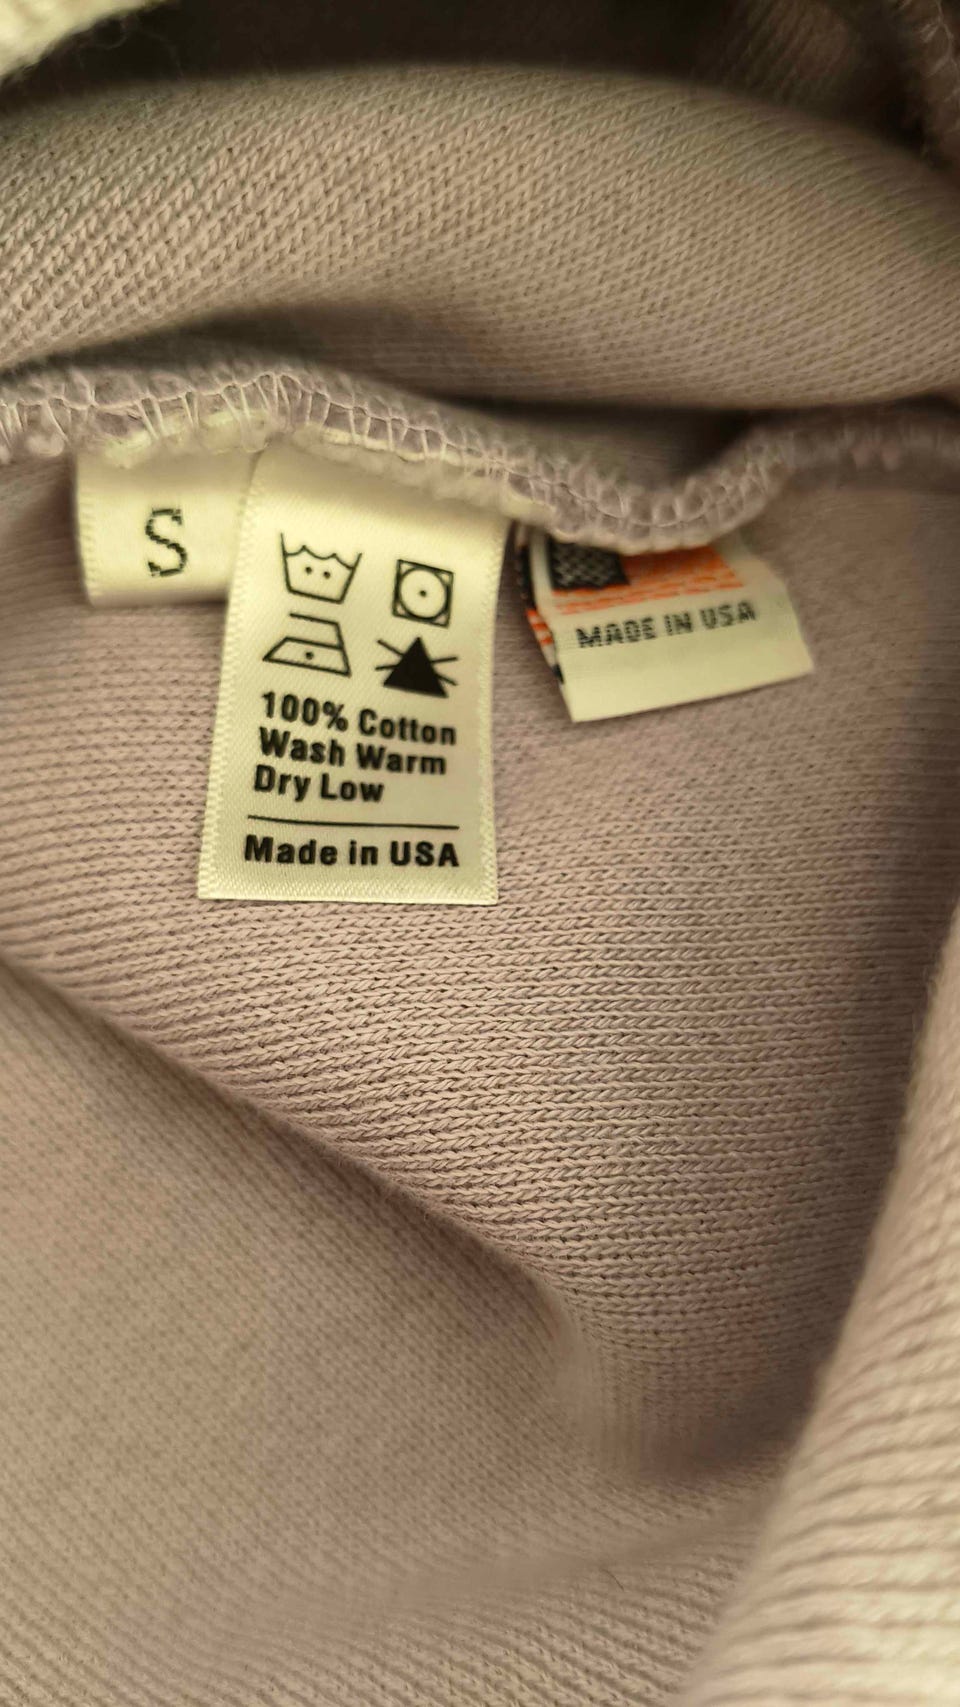 S
100% Cotton
Wash Warm
Dry Low
Made in USA
MADE IN USA